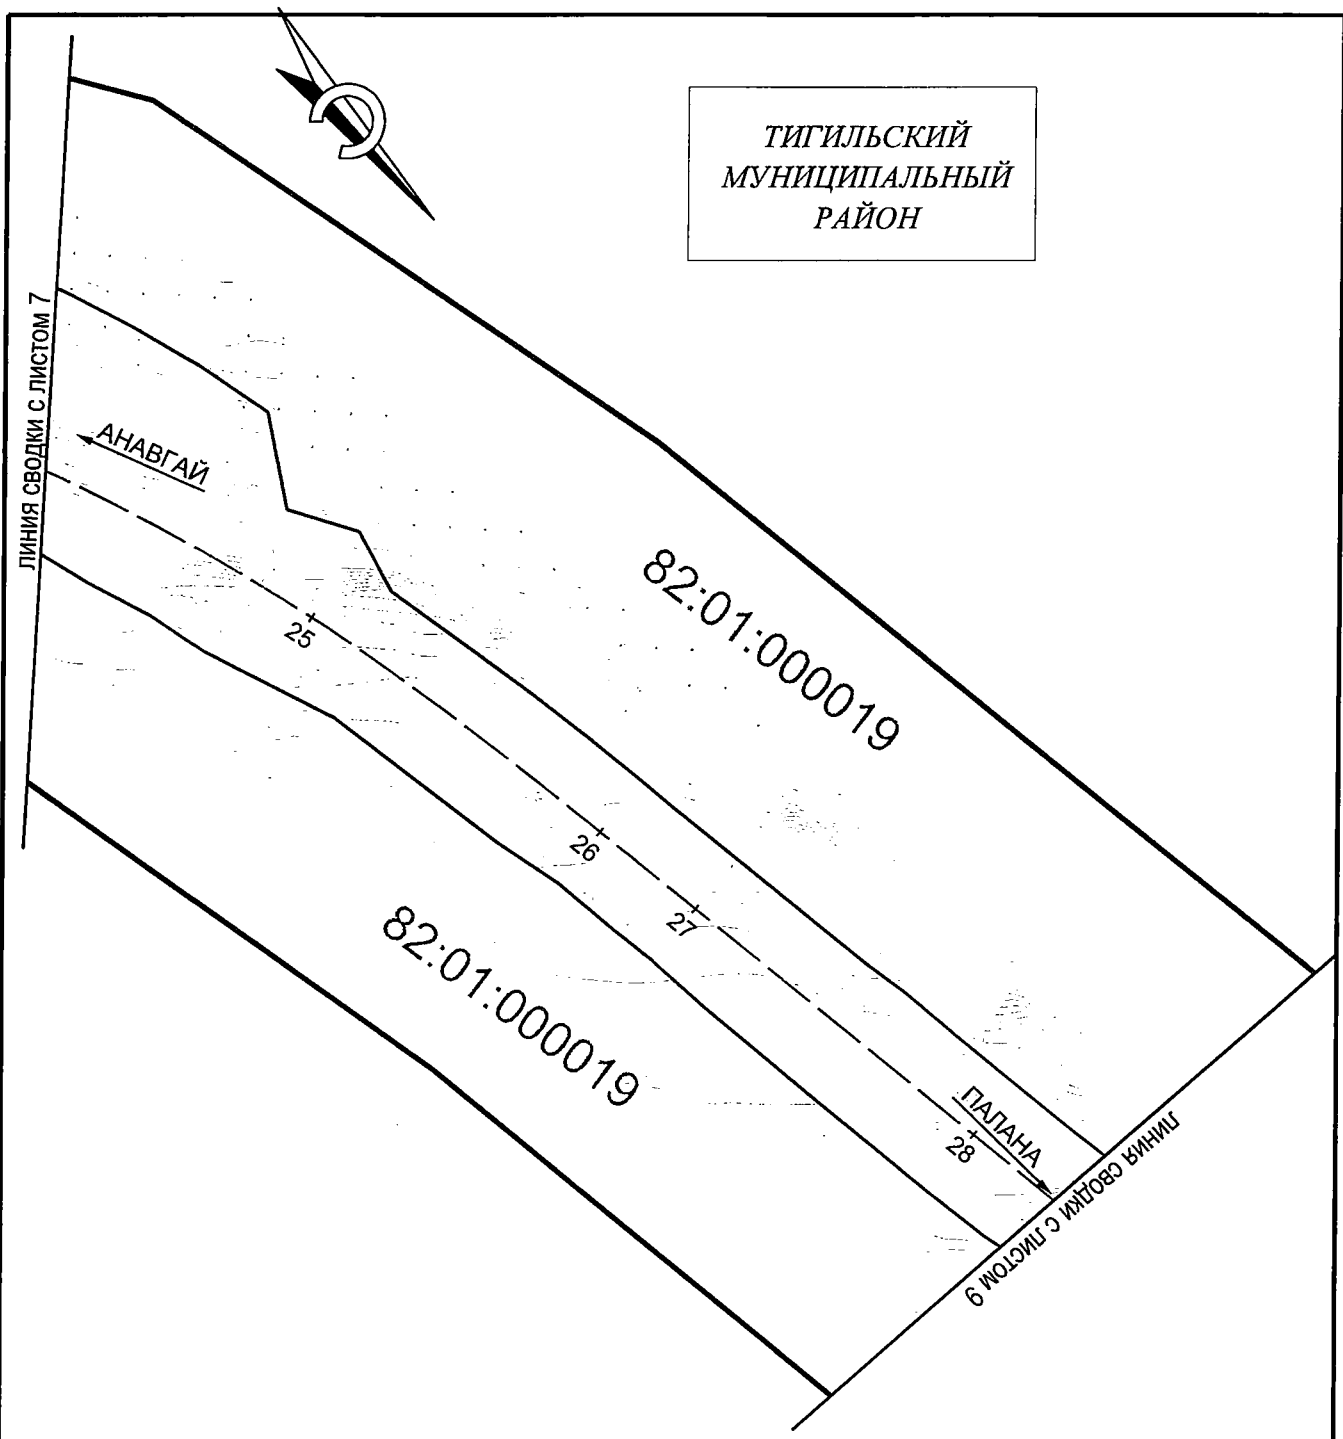 ТИГИЛЬСКИЙ
МУНИЦИПАЛЬНЫЙ
РАЙОН
С
ЛИНИЯ СВОДКИ С ЛИСТОМ 7
АНАВГАЙ
82:01:000019
25
26
27
82:01:000019
ПАЛАНА
28
ЛИНИЯ СВОДКИ С ЛИСТОМ 9